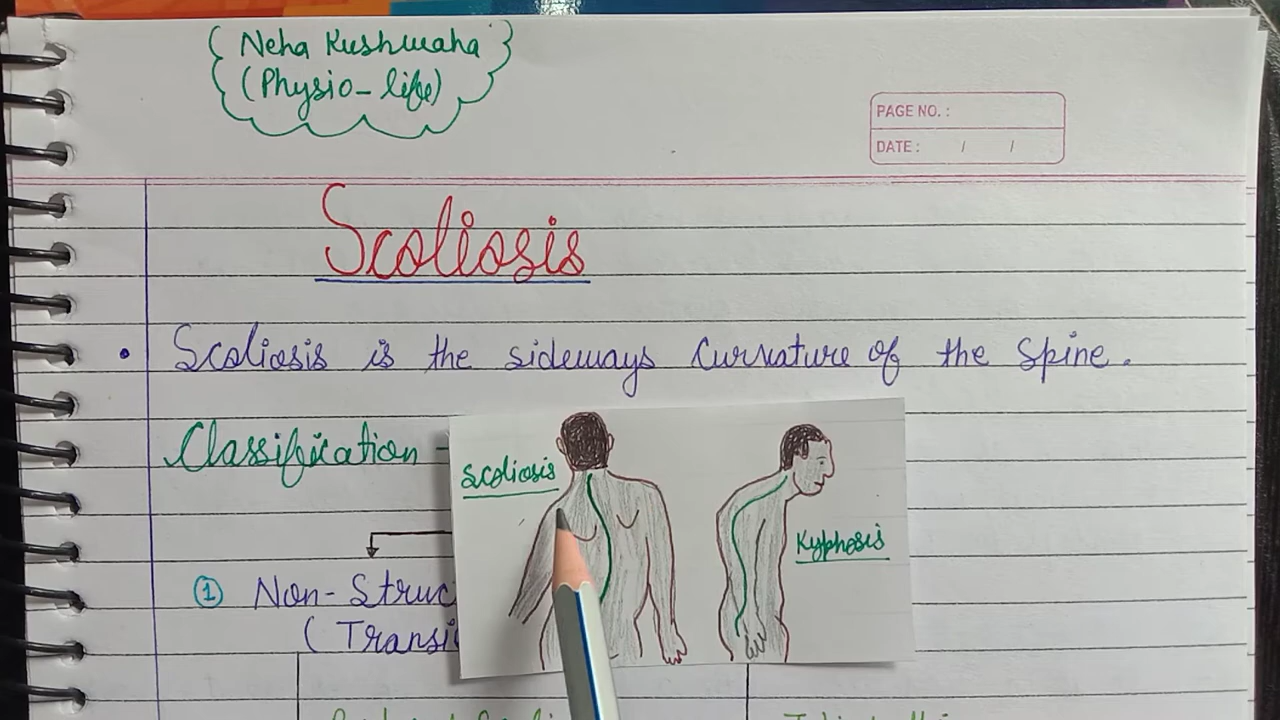 Neha Kushwaha
(Physio-life)
PAGE NO. :
DATE : / /
Scoliosis
• Scoliosis is the sideways Curvature of the Spine.
Classification -
Scoliosis
Kyphosis
① Non-Struc
(Transi